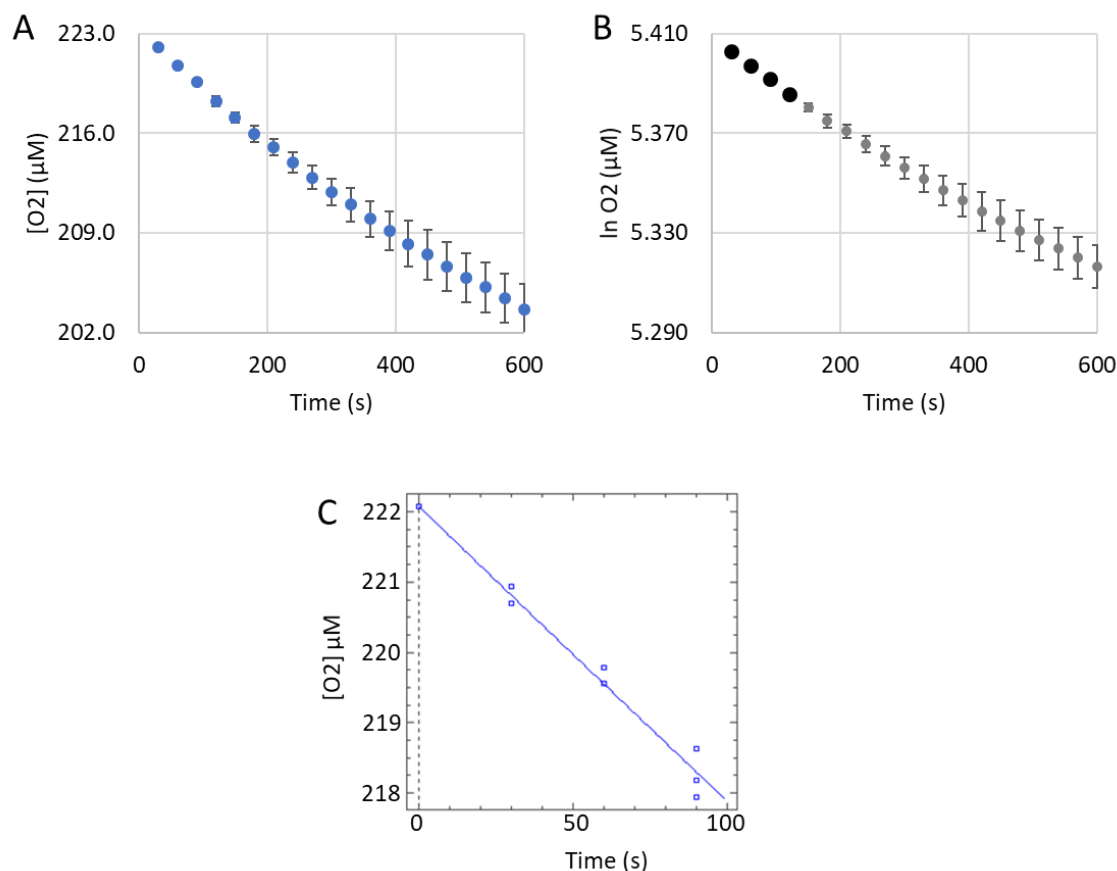 A
[O2] (µM)
223.0
216.0
209.0
202.0
0 200 400 600
Time (s)
B
ln O2 (µM)
5.410
5.370
5.330
5.290
0 200 400 600
Time (s)
C
[O2] µM
222
221
220
219
218
0 50 100
Time (s)